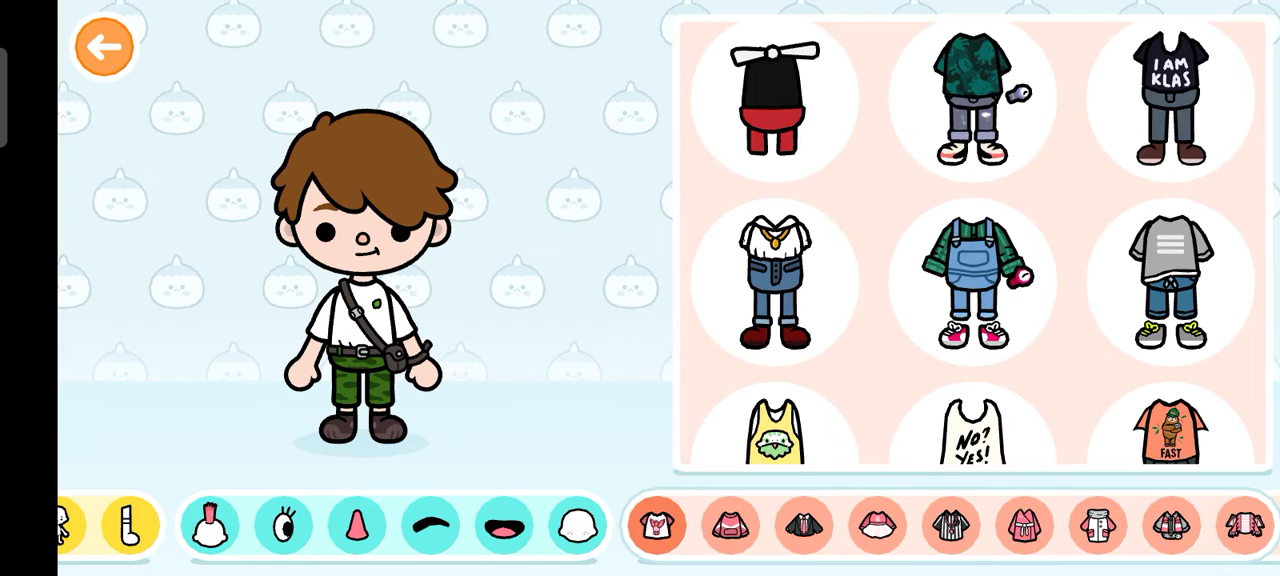 I AM
KLAS
NO?
YES!
FAST